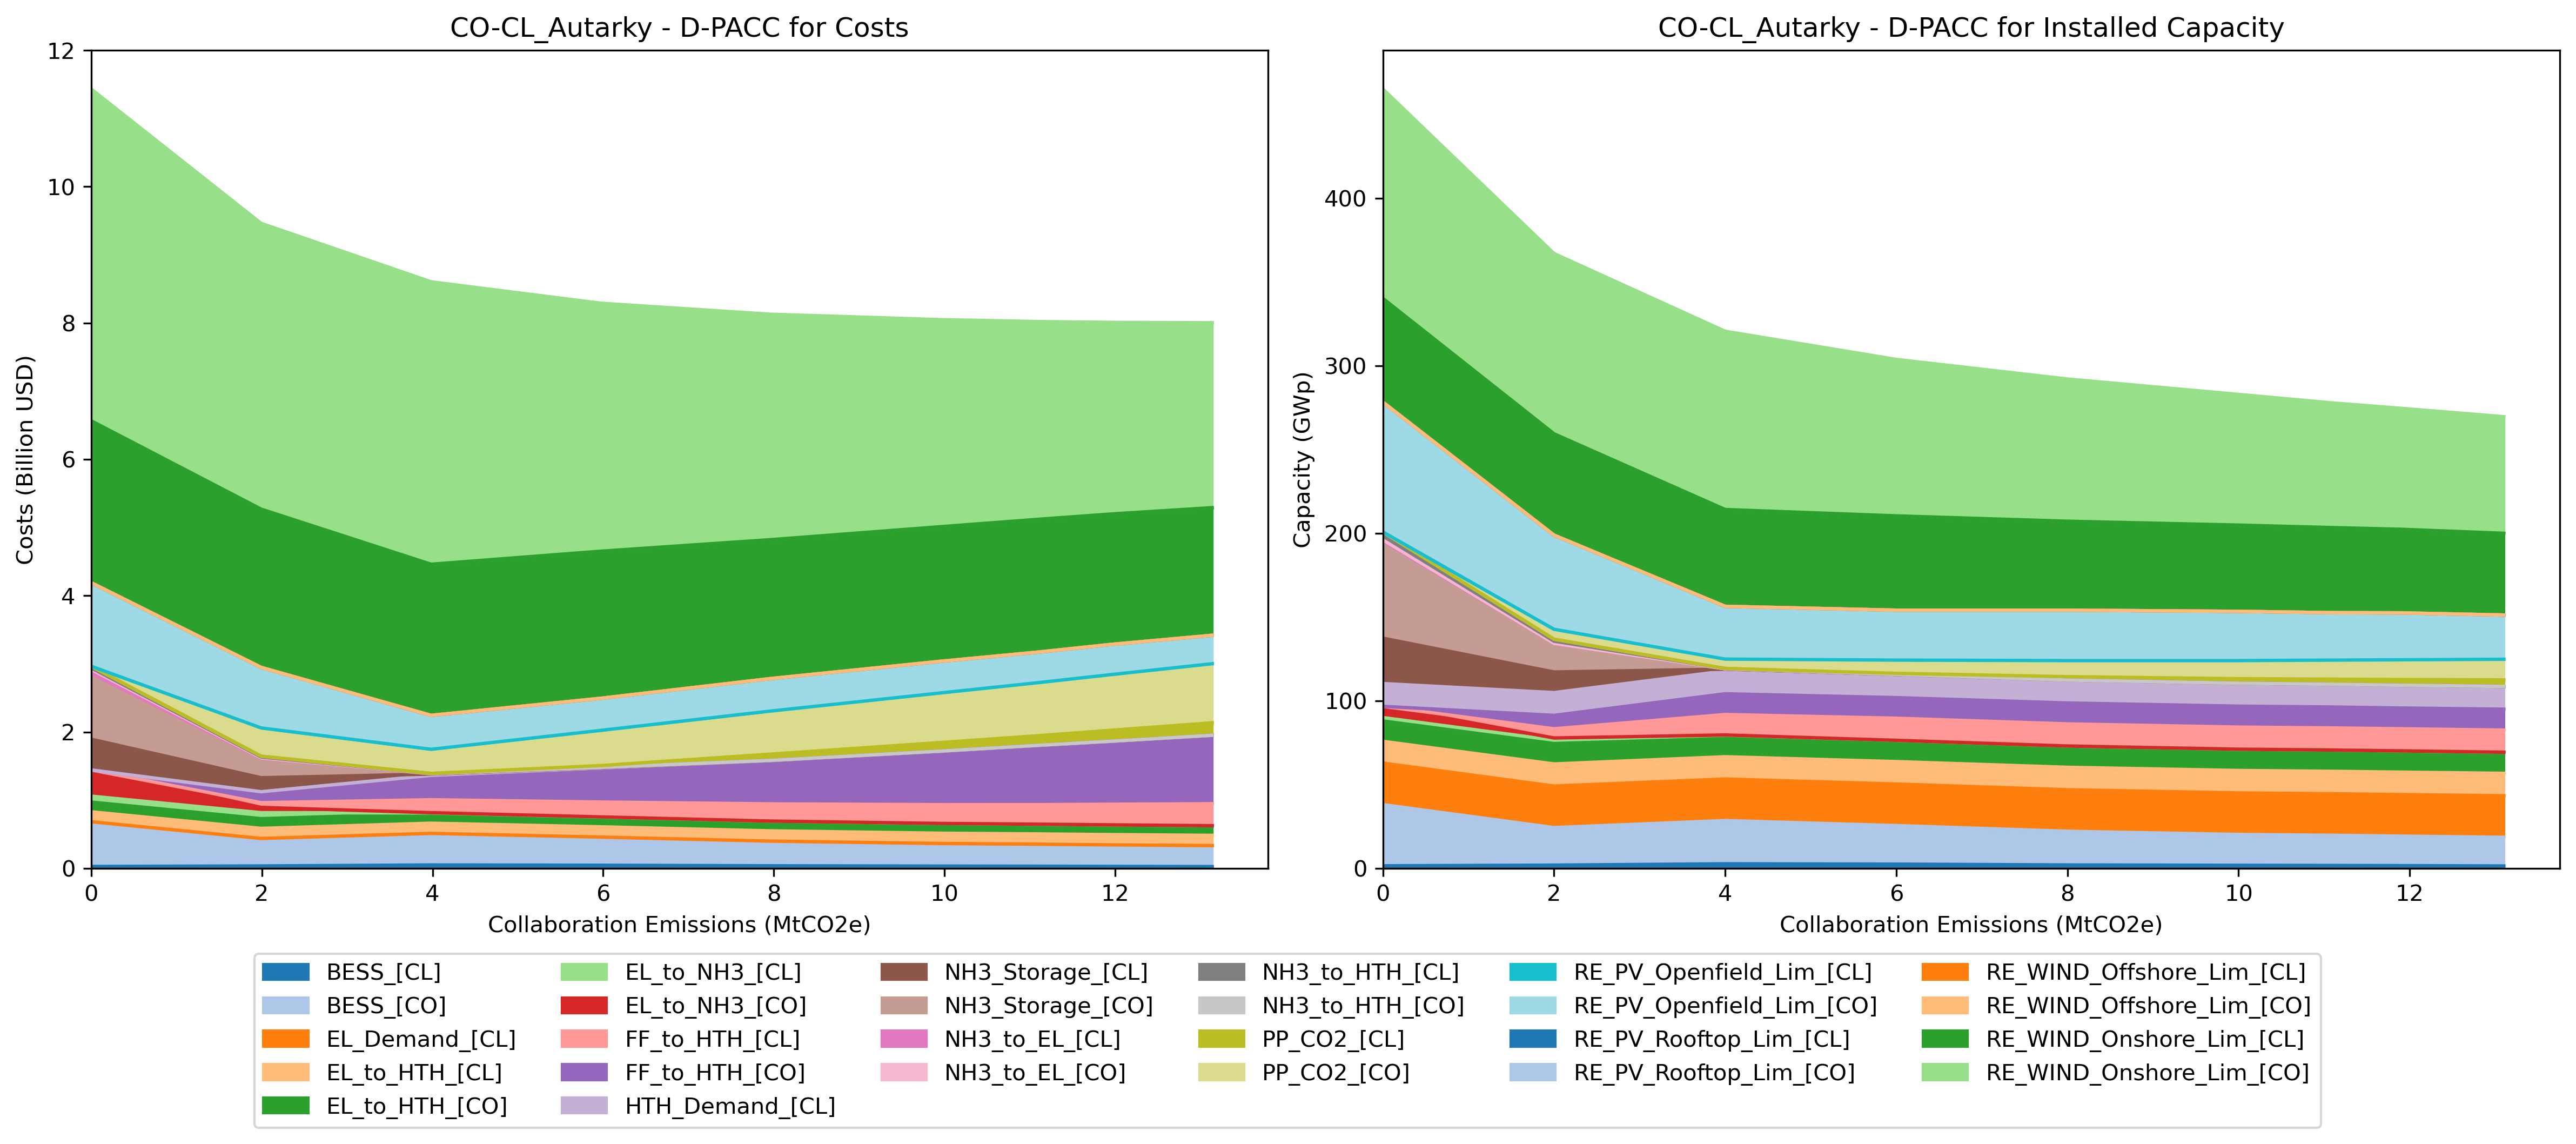 CO-CL_Autarky - D-PACC for Costs
12
10
8
6
4
2
0
Costs (Billion USD)
0 2 4 6 8 10 12
Collaboration Emissions (MtCO2e)
CO-CL_Autarky - D-PACC for Installed Capacity
400
300
200
100
0
Capacity (GWp)
0 2 4 6 8 10 12
Collaboration Emissions (MtCO2e)
BESS_[CL]
BESS_[CO]
EL_Demand_[CL]
EL_to_HTH_[CL]
EL_to_HTH_[CO]
EL_to_NH3_[CL]
EL_to_NH3_[CO]
FF_to_HTH_[CL]
FF_to_HTH_[CO]
HTH_Demand_[CL]
NH3_Storage_[CL]
NH3_Storage_[CO]
NH3_to_EL_[CL]
NH3_to_EL_[CO]
NH3_to_HTH_[CL]
NH3_to_HTH_[CO]
PP_CO2_[CL]
PP_CO2_[CO]
RE_PV_Openfield_Lim_[CL]
RE_PV_Openfield_Lim_[CO]
RE_PV_Rooftop_Lim_[CL]
RE_PV_Rooftop_Lim_[CO]
RE_WIND_Offshore_Lim_[CL]
RE_WIND_Offshore_Lim_[CO]
RE_WIND_Onshore_Lim_[CL]
RE_WIND_Onshore_Lim_[CO]